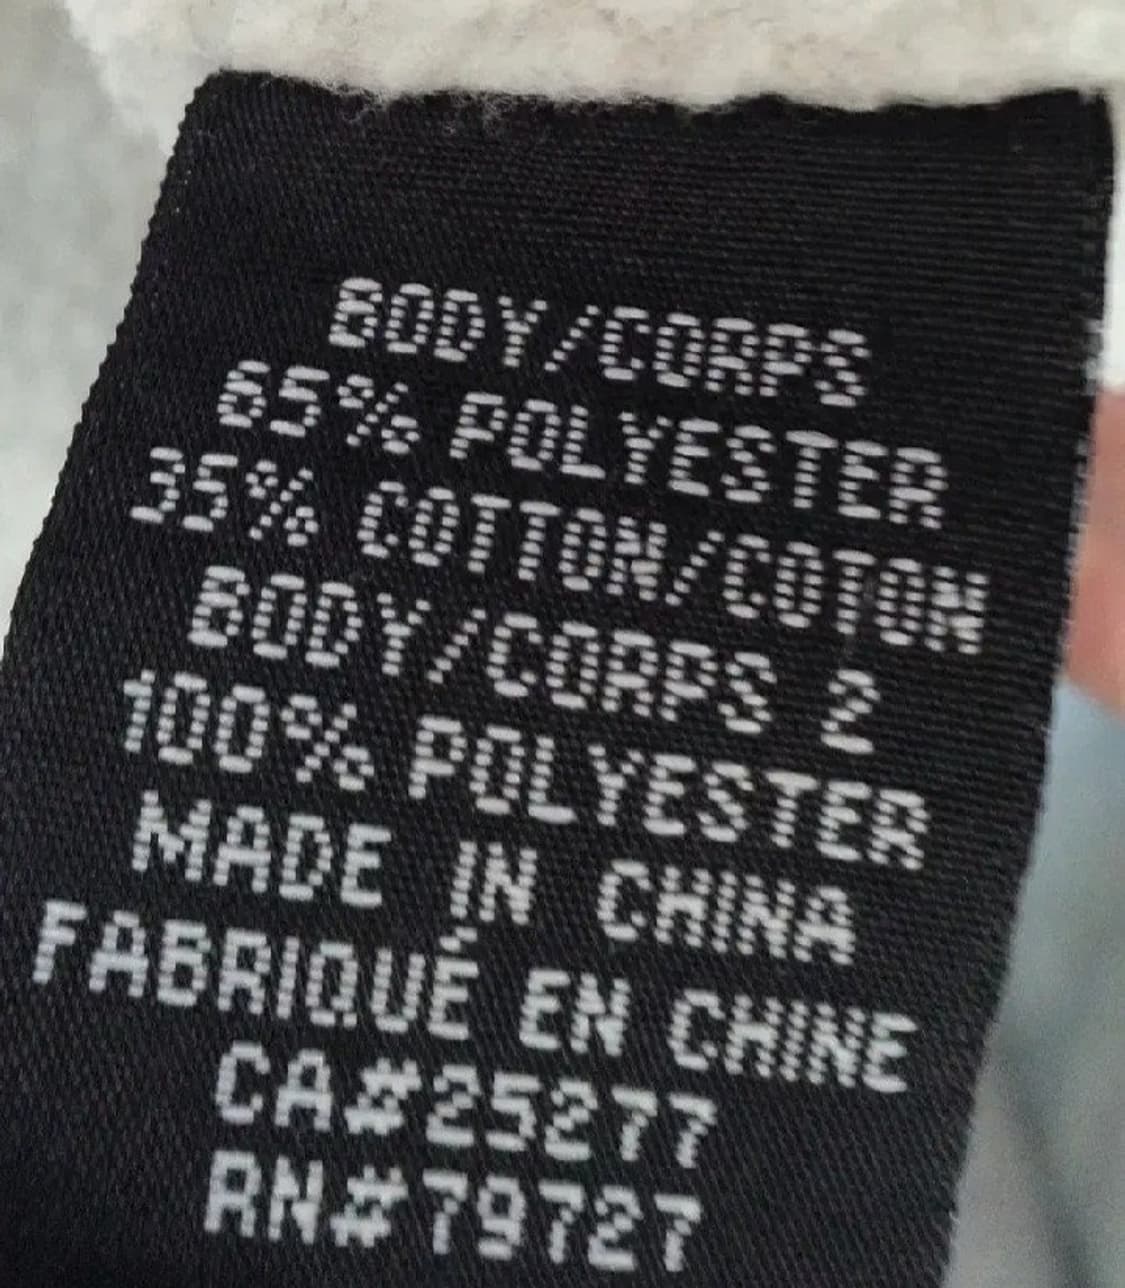 BODY/CORPS
65% POLYESTER
35% COTTON/COTON
BODY/CORPS 2
100% POLYESTER
MADE IN CHINA
FABRIQUÉ EN CHINE
CA#25277
RN#79727